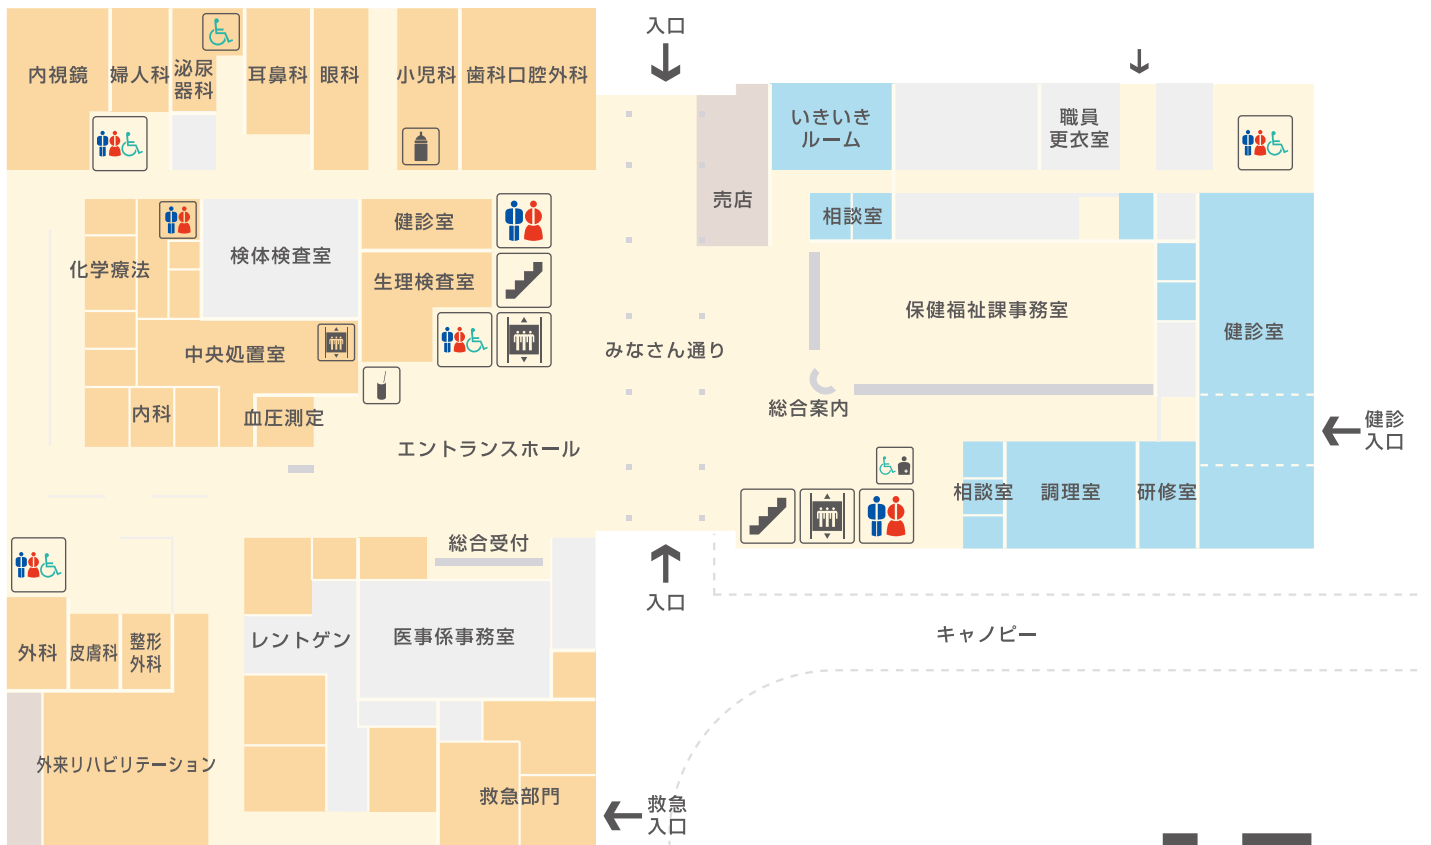 入口
内視鏡
婦人科
泌尿
器科
耳鼻科
眼科
小児科
歯科口腔外科
いきいき
ルーム
職員
更衣室
売店
相談室
健診室
検体検査室
化学療法
生理検査室
保健福祉課事務室
健診室
中央処置室
みなさん通り
内科
血圧測定
総合案内
健診
入口
エントランスホール
相談室
調理室
研修室
総合受付
入口
外科
皮膚科
整形
外科
レントゲン
医事係事務室
キャノピー
外来リハビリテーション
救急部門
救急
入口